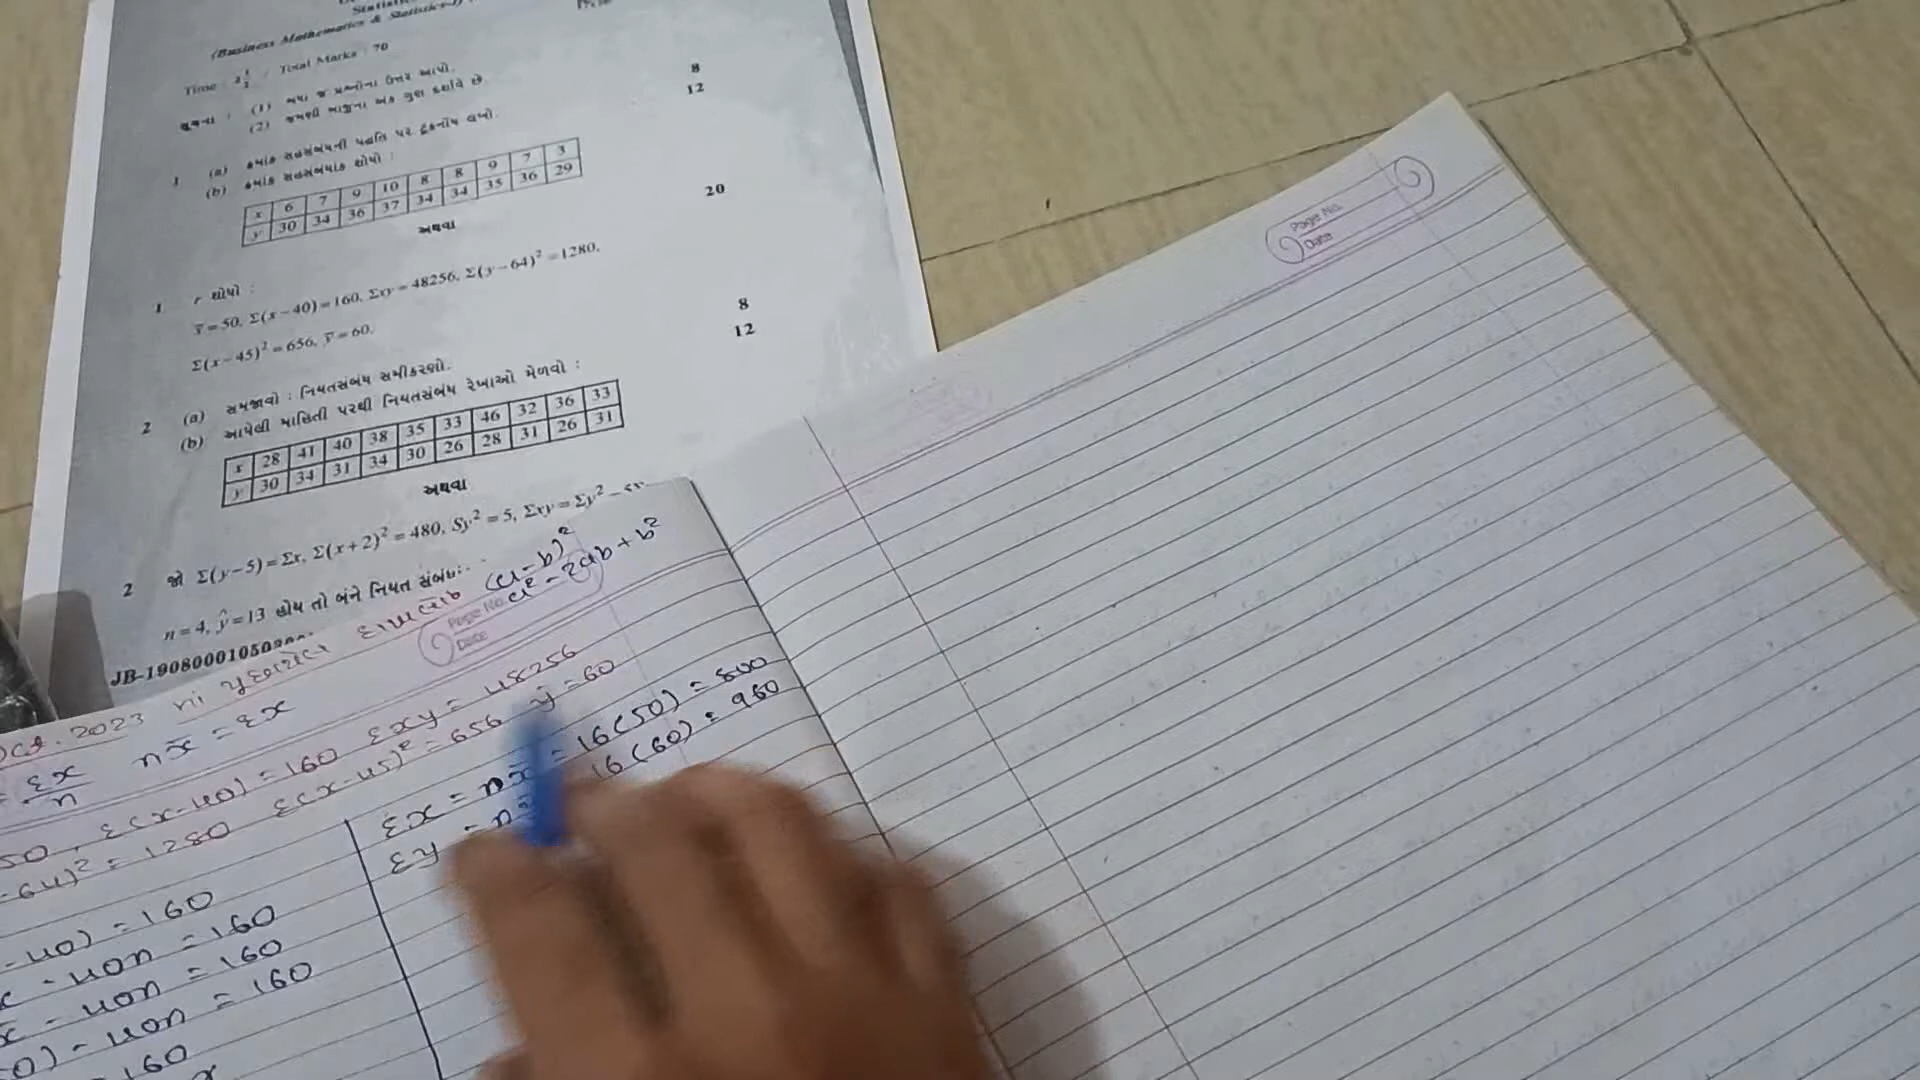 (Business Mathematics & Statistics-I)
Time : 2 1/2 / Total Marks : 70
સૂચના : (1) બધા જ પ્રશ્નોના ઉત્તર આપો.
(2) જમણી બાજુના અંક ગુણ દર્શાવે છે.
1 (a) ક્રમાંક સહસંબંધની પદ્ધતિ પર ટૂંકનોંધ લખો. 8
(b) ક્રમાંક સહસંબંધાંક શોધો : 12
x 6 7 9 10 8 8 9 7 3
y 30 34 36 37 34 34 35 36 29
અથવા
1 r શોધો : 20
x̄ = 50, Σ(x−40) = 160, Σxy = 48256, Σ(y−64)² = 1280,
Σ(x−45)² = 656, ȳ = 60.
2 (a) સમજાવો : નિયતસંબંધ સમીકરણો. 8
(b) આપેલી માહિતી પરથી નિયતસંબંધ રેખાઓ મેળવો : 12
x 28 41 40 38 35 33 46 32 36 33
y 30 34 31 34 30 26 28 31 26 31
અથવા
2 જો Σ(y−5) = Σx, Σ(x+2)² = 480, Sy² = 5, Σxy = Σy² −
n = 4, ŷ = 13 હોય તો બંને નિયત સંબંધ
JB-1908000105
Page No.
Date
(a-b)²
a² - 2ab + b²
Page No.
Date
Oct. 2023 ના પૂછાયેલ દાખલો
= Σx/n nx̄ = Σx
50, Σ(x-40) = 160 Σxy = 48256
-64)² = 1280 Σ(x-45)² = 656 ȳ = 60
- 40) = 160
x - 40n = 160
x̄ - 40n = 160
0) - 40n = 160
160
Σx = nx̄ = 16(50) = 800
Σy = n 16(60) = 960